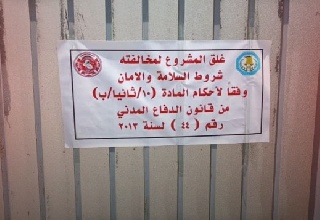 غلق المشروع لمخالفته
شروط السلامة والامان
وفقاً لأحكام المادة (١٠/ثانيا/ب)
من قانون الدفاع المدني
رقم ( ٤٤ ) لسنة ٢٠١٣